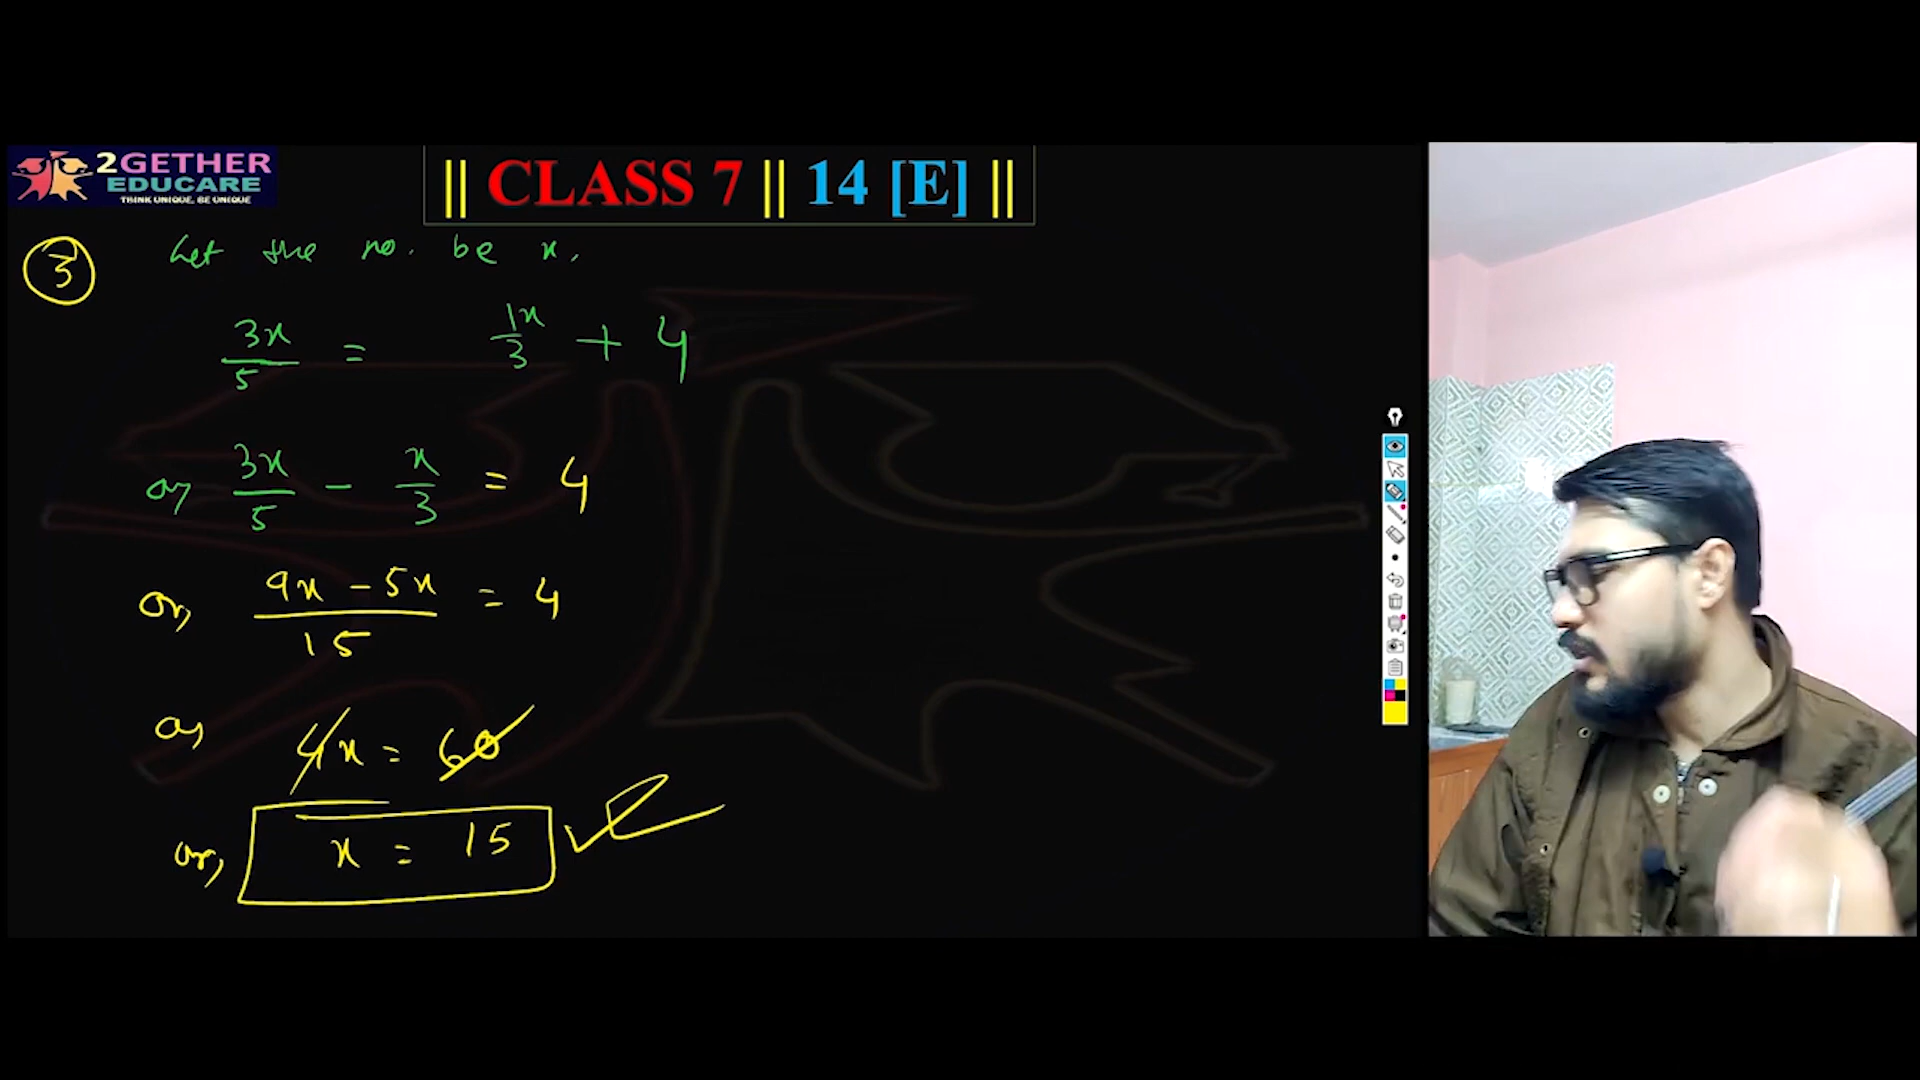 2GETHER
EDUCARE
THINK UNIQUE, BE UNIQUE
|| CLASS 7 || 14 [E] ||
3
Let the no. be x.
3x/5 = 1x/3 + 4
or, 3x/5 - x/3 = 4
or, (9x - 5x)/15 = 4
or, 4x = 60
or, x = 15